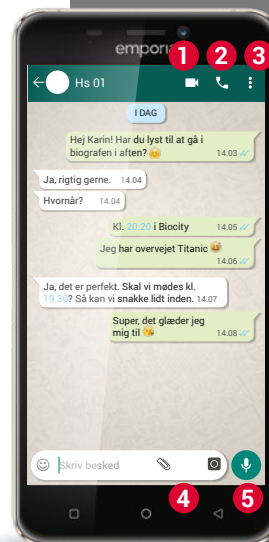 emporia
1 2 3
Hs 01
I DAG
Hej Karin! Har du lyst til at gå i
biografen i aften? 14.03
Ja, rigtig gerne. 14.04
Hvornår? 14.04
Kl. 20.20 i Biocity 14.05
Jeg har overvejet Titanic
14.06
Ja, det er perfekt. Skal vi mødes kl.
19.30? Så kan vi snakke lidt inden. 14.07
Super, det glæder jeg
mig til 14.08
Skriv besked
4 5